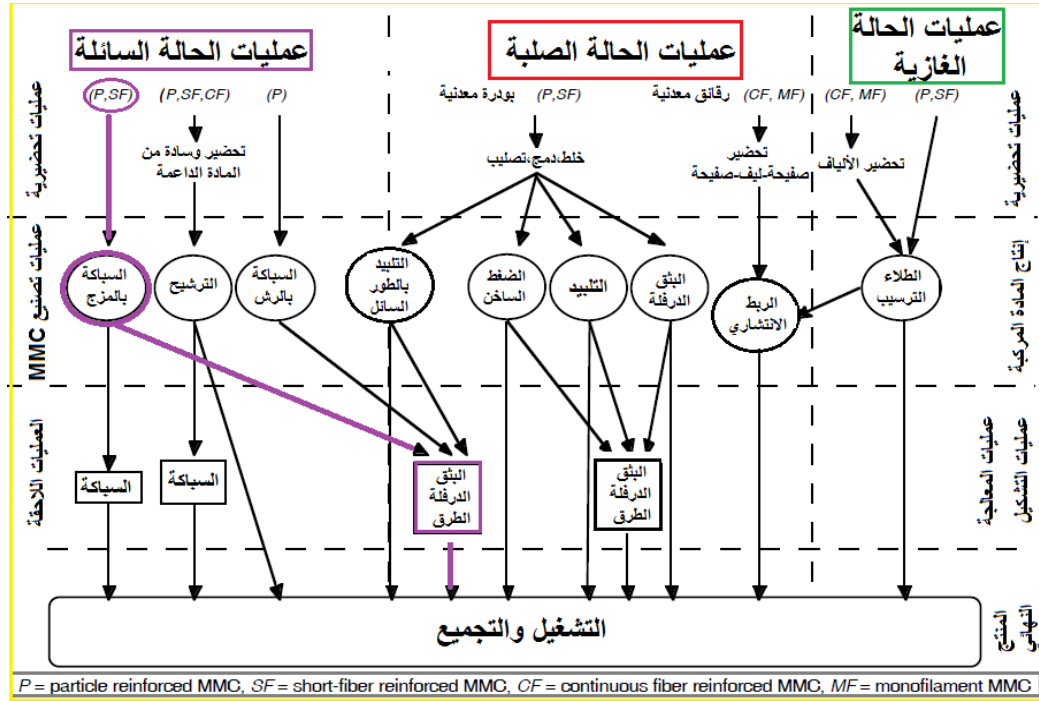 عمليات الحالة السائلة
عمليات الحالة الصلبة
عمليات الحالة
الغازية
عمليات تحضيرية
(P,SF)
(P,SF,CF)
(P)
بودرة معدنية
(P,SF)
رقائق معدنية
(CF, MF)
(CF, MF)
(P,SF)
عمليات تحضيرية
تحضير وسادة من
المادة الداعمة
خلط،دمج،تصليب
تحضير
صفيحة-ليف-صفيحة
تحضير الألياف
عمليات تصنيع MMC
السباكة
بالمزج
الترشيح
السباكة
بالرش
التلبيد
بالطور
السائل
الضغط
الساخن
التلبيد
البثق
الدرفلة
الربط
الانتشاري
الطلاء
الترسيب
إنتاج المادة المركبة
العمليات اللاحقة
السباكة
السباكة
البثق
الدرفلة
الطرق
البثق
الدرفلة
الطرق
عمليات المعالجة
عمليات التشكيل
التشغيل والتجميع
المنتج
النهائي
P = particle reinforced MMC, SF = short-fiber reinforced MMC, CF = continuous fiber reinforced MMC, MF = monofilament MMC